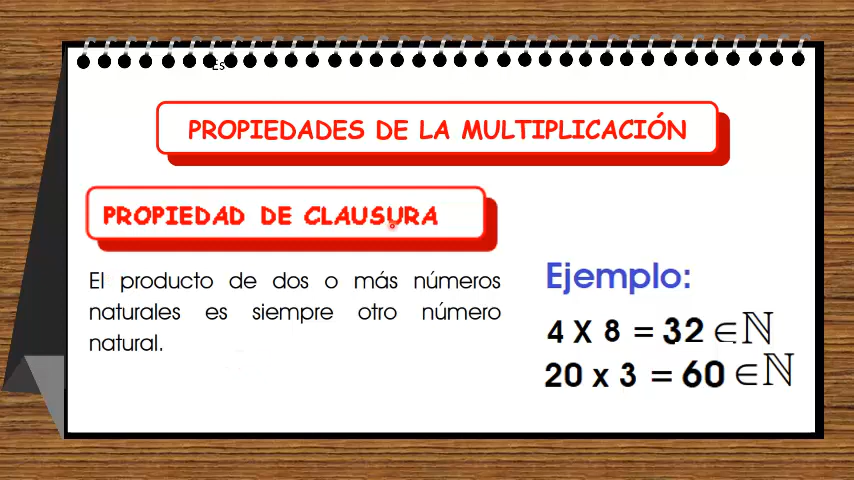 Es
PROPIEDADES DE LA MULTIPLICACIÓN
PROPIEDAD DE CLAUSURA
El producto de dos o más números
naturales es siempre otro número
natural.
Ejemplo:
4 X 8 = 32 ∈ ℕ
20 x 3 = 60 ∈ ℕ